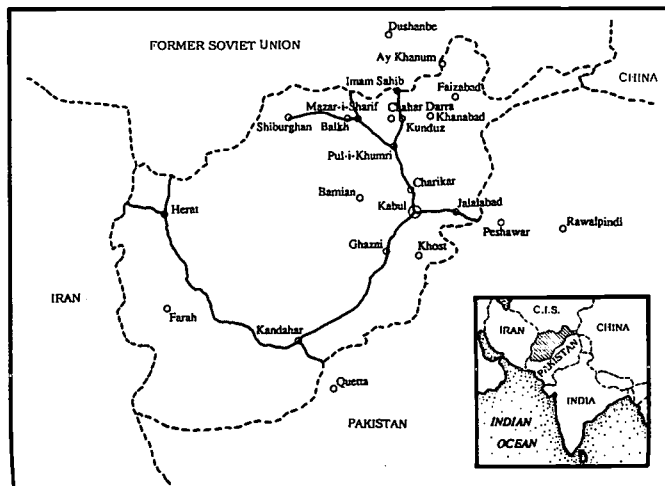 Dushanbe
FORMER SOVIET UNION
Ay Khanum
CHINA
Imam Sahib
Faizabad
Mazar-i-Sharif
Chahar Darra
Khanabad
Shiburghan
Balkh
Kunduz
Pul-i-Khumri
Charikar
Bamian
Kabul
Jalalabad
Herat
Peshawar
Rawalpindi
Ghazni
Khost
IRAN
Farah
Kandahar
Quetta
PAKISTAN
C.I.S.
IRAN
CHINA
PAKISTAN
INDIA
INDIAN
OCEAN